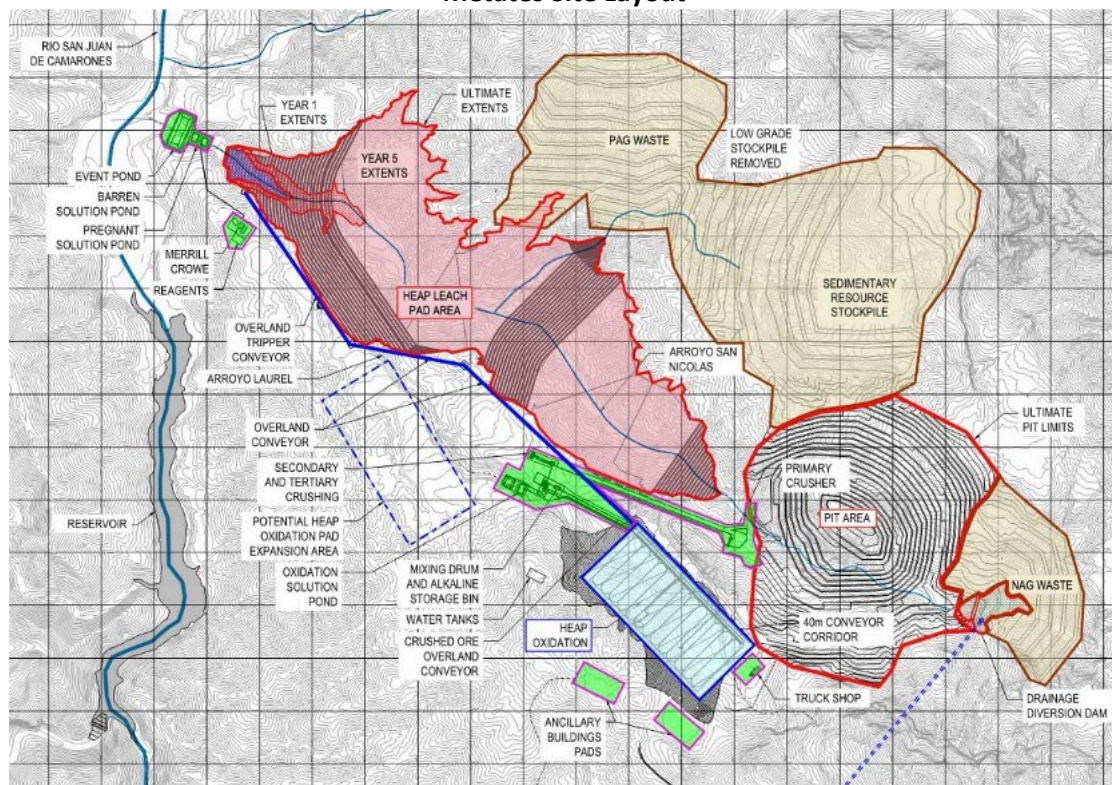 Metates Site Layout
RIO SAN JUAN
DE CAMARONES
YEAR 1
EXTENTS
ULTIMATE
EXTENTS
PAG WASTE
LOW GRADE
STOCKPILE
REMOVED
YEAR 5
EXTENTS
EVENT POND
BARREN
SOLUTION POND
PREGNANT
SOLUTION POND
MERRILL
CROWE
REAGENTS
HEAP LEACH
PAD AREA
SEDIMENTARY
RESOURCE
STOCKPILE
OVERLAND
TRIPPER
CONVEYOR
ARROYO LAUREL
ARROYO SAN
NICOLAS
OVERLAND
CONVEYOR
ULTIMATE
PIT LIMITS
SECONDARY
AND TERTIARY
CRUSHING
PRIMARY
CRUSHER
RESERVOIR
POTENTIAL HEAP
OXIDATION PAD
EXPANSION AREA
PIT AREA
OXIDATION
SOLUTION
POND
MIXING DRUM
AND ALKALINE
STORAGE BIN
WATER TANKS
CRUSHED ORE
OVERLAND
CONVEYOR
HEAP
OXIDATION
40m CONVEYOR
CORRIDOR
NAG WASTE
TRUCK SHOP
DRAINAGE
DIVERSION DAM
ANCILLARY
BUILDINGS
PADS